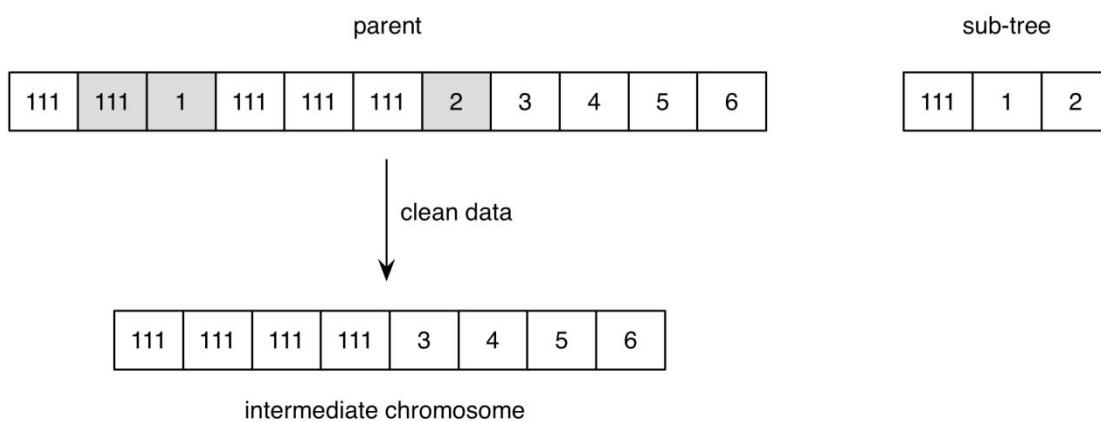 parent
sub-tree
111 111 1 111 111 111 2 3 4 5 6
111 1 2
clean data
111 111 111 111 3 4 5 6
intermediate chromosome